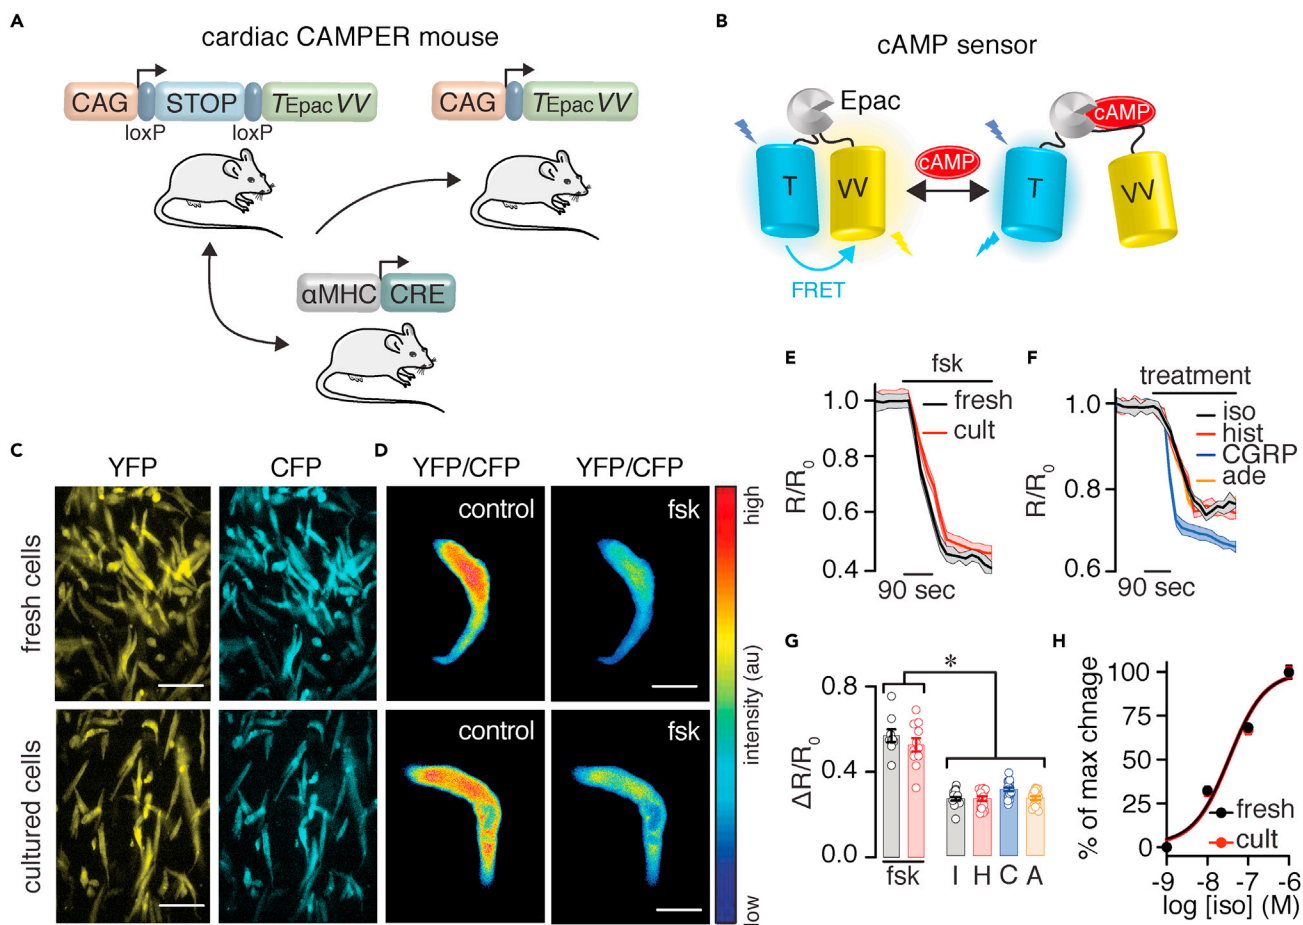 A
cardiac CAMPER mouse
CAG
STOP
TEpac VV
loxP
loxP
CAG
TEpac VV
αMHC
CRE
B
cAMP sensor
Epac
cAMP
T
VV
cAMP
T
VV
FRET
C
YFP
CFP
D
YFP/CFP
YFP/CFP
fresh cells
control
fsk
cultured cells
control
fsk
high
intensity (au)
low
E
fsk
fresh
cult
R/R0
1.0
0.8
0.6
0.4
90 sec
F
treatment
iso
hist
CGRP
ade
R/R0
1.0
0.8
0.6
90 sec
G
*
ΔR/R0
0.8
0.4
0.0
fsk
I H C A
H
% of max chnage
100
75
50
25
0
fresh
cult
-9 -8 -7 -6
log [iso] (M)